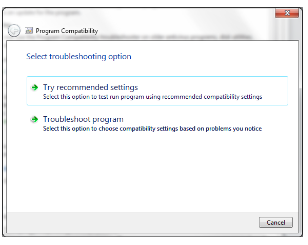 Program Compatibility
Select troubleshooting option
Try recommended settings
Select this option to test run program using recommended compatibility settings
Troubleshoot program
Select this option to choose compatibility settings based on problems you notice
Cancel